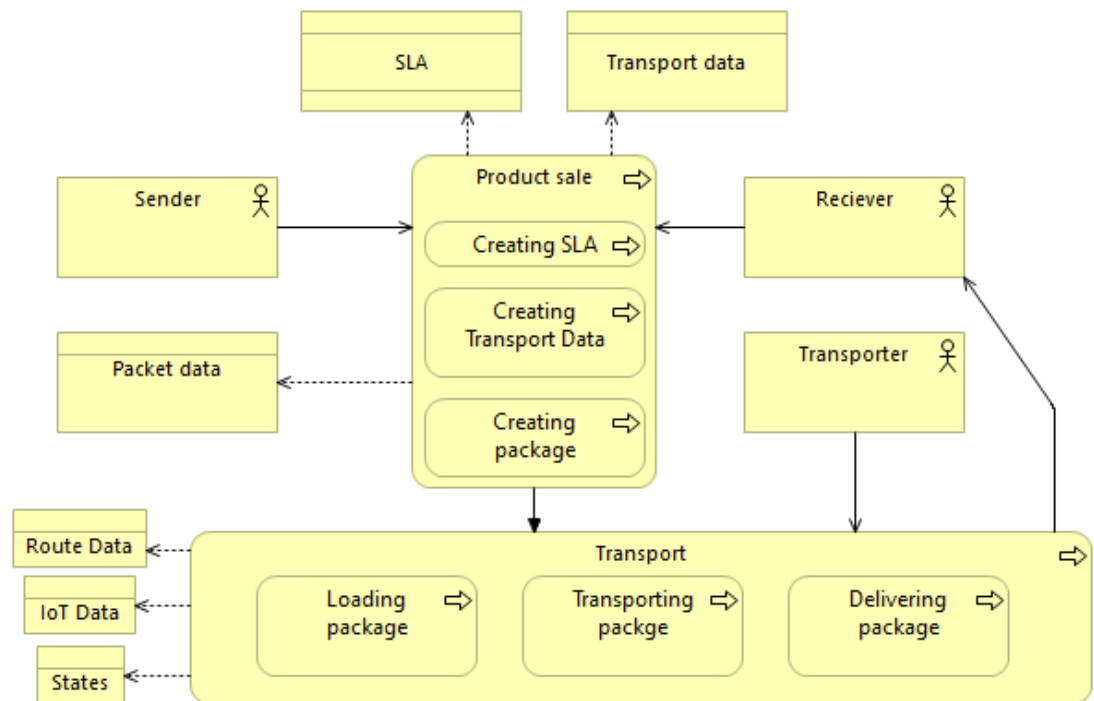 SLA
Transport data
Sender
Product sale
Creating SLA
Creating
Transport Data
Creating
package
Reciever
Packet data
Transporter
Route Data
IoT Data
States
Transport
Loading
package
Transporting
packge
Delivering
package